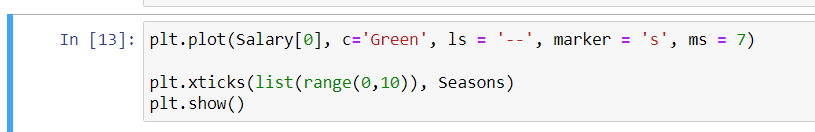 In [13]: plt.plot(Salary[0], c='Green', ls = '--', marker = 's', ms = 7)
plt.xticks(list(range(0,10)), Seasons)
plt.show()